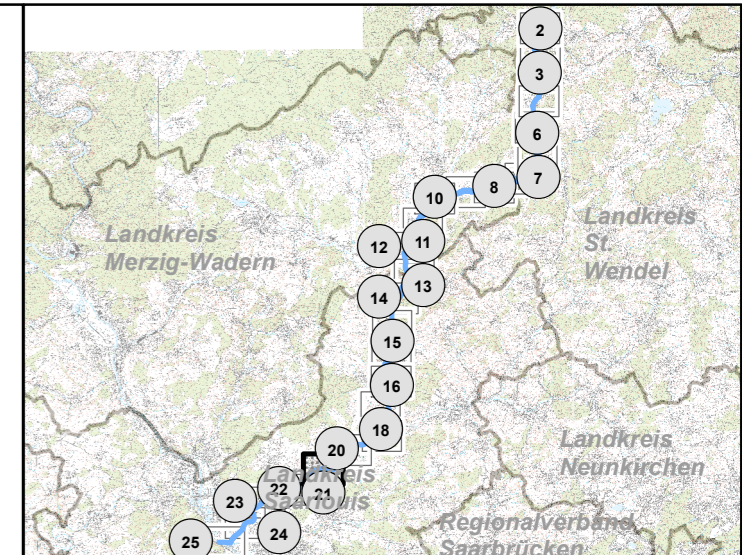 2
3
6
7
8
10
Landkreis
St.
Wendel
Landkreis
Merzig-Wadern
12
11
13
14
15
16
18
Landkreis
Neunkirchen
20
Landkreis
Saarlouis
22
21
23
24
25
Regionalverband
Saarbrücken